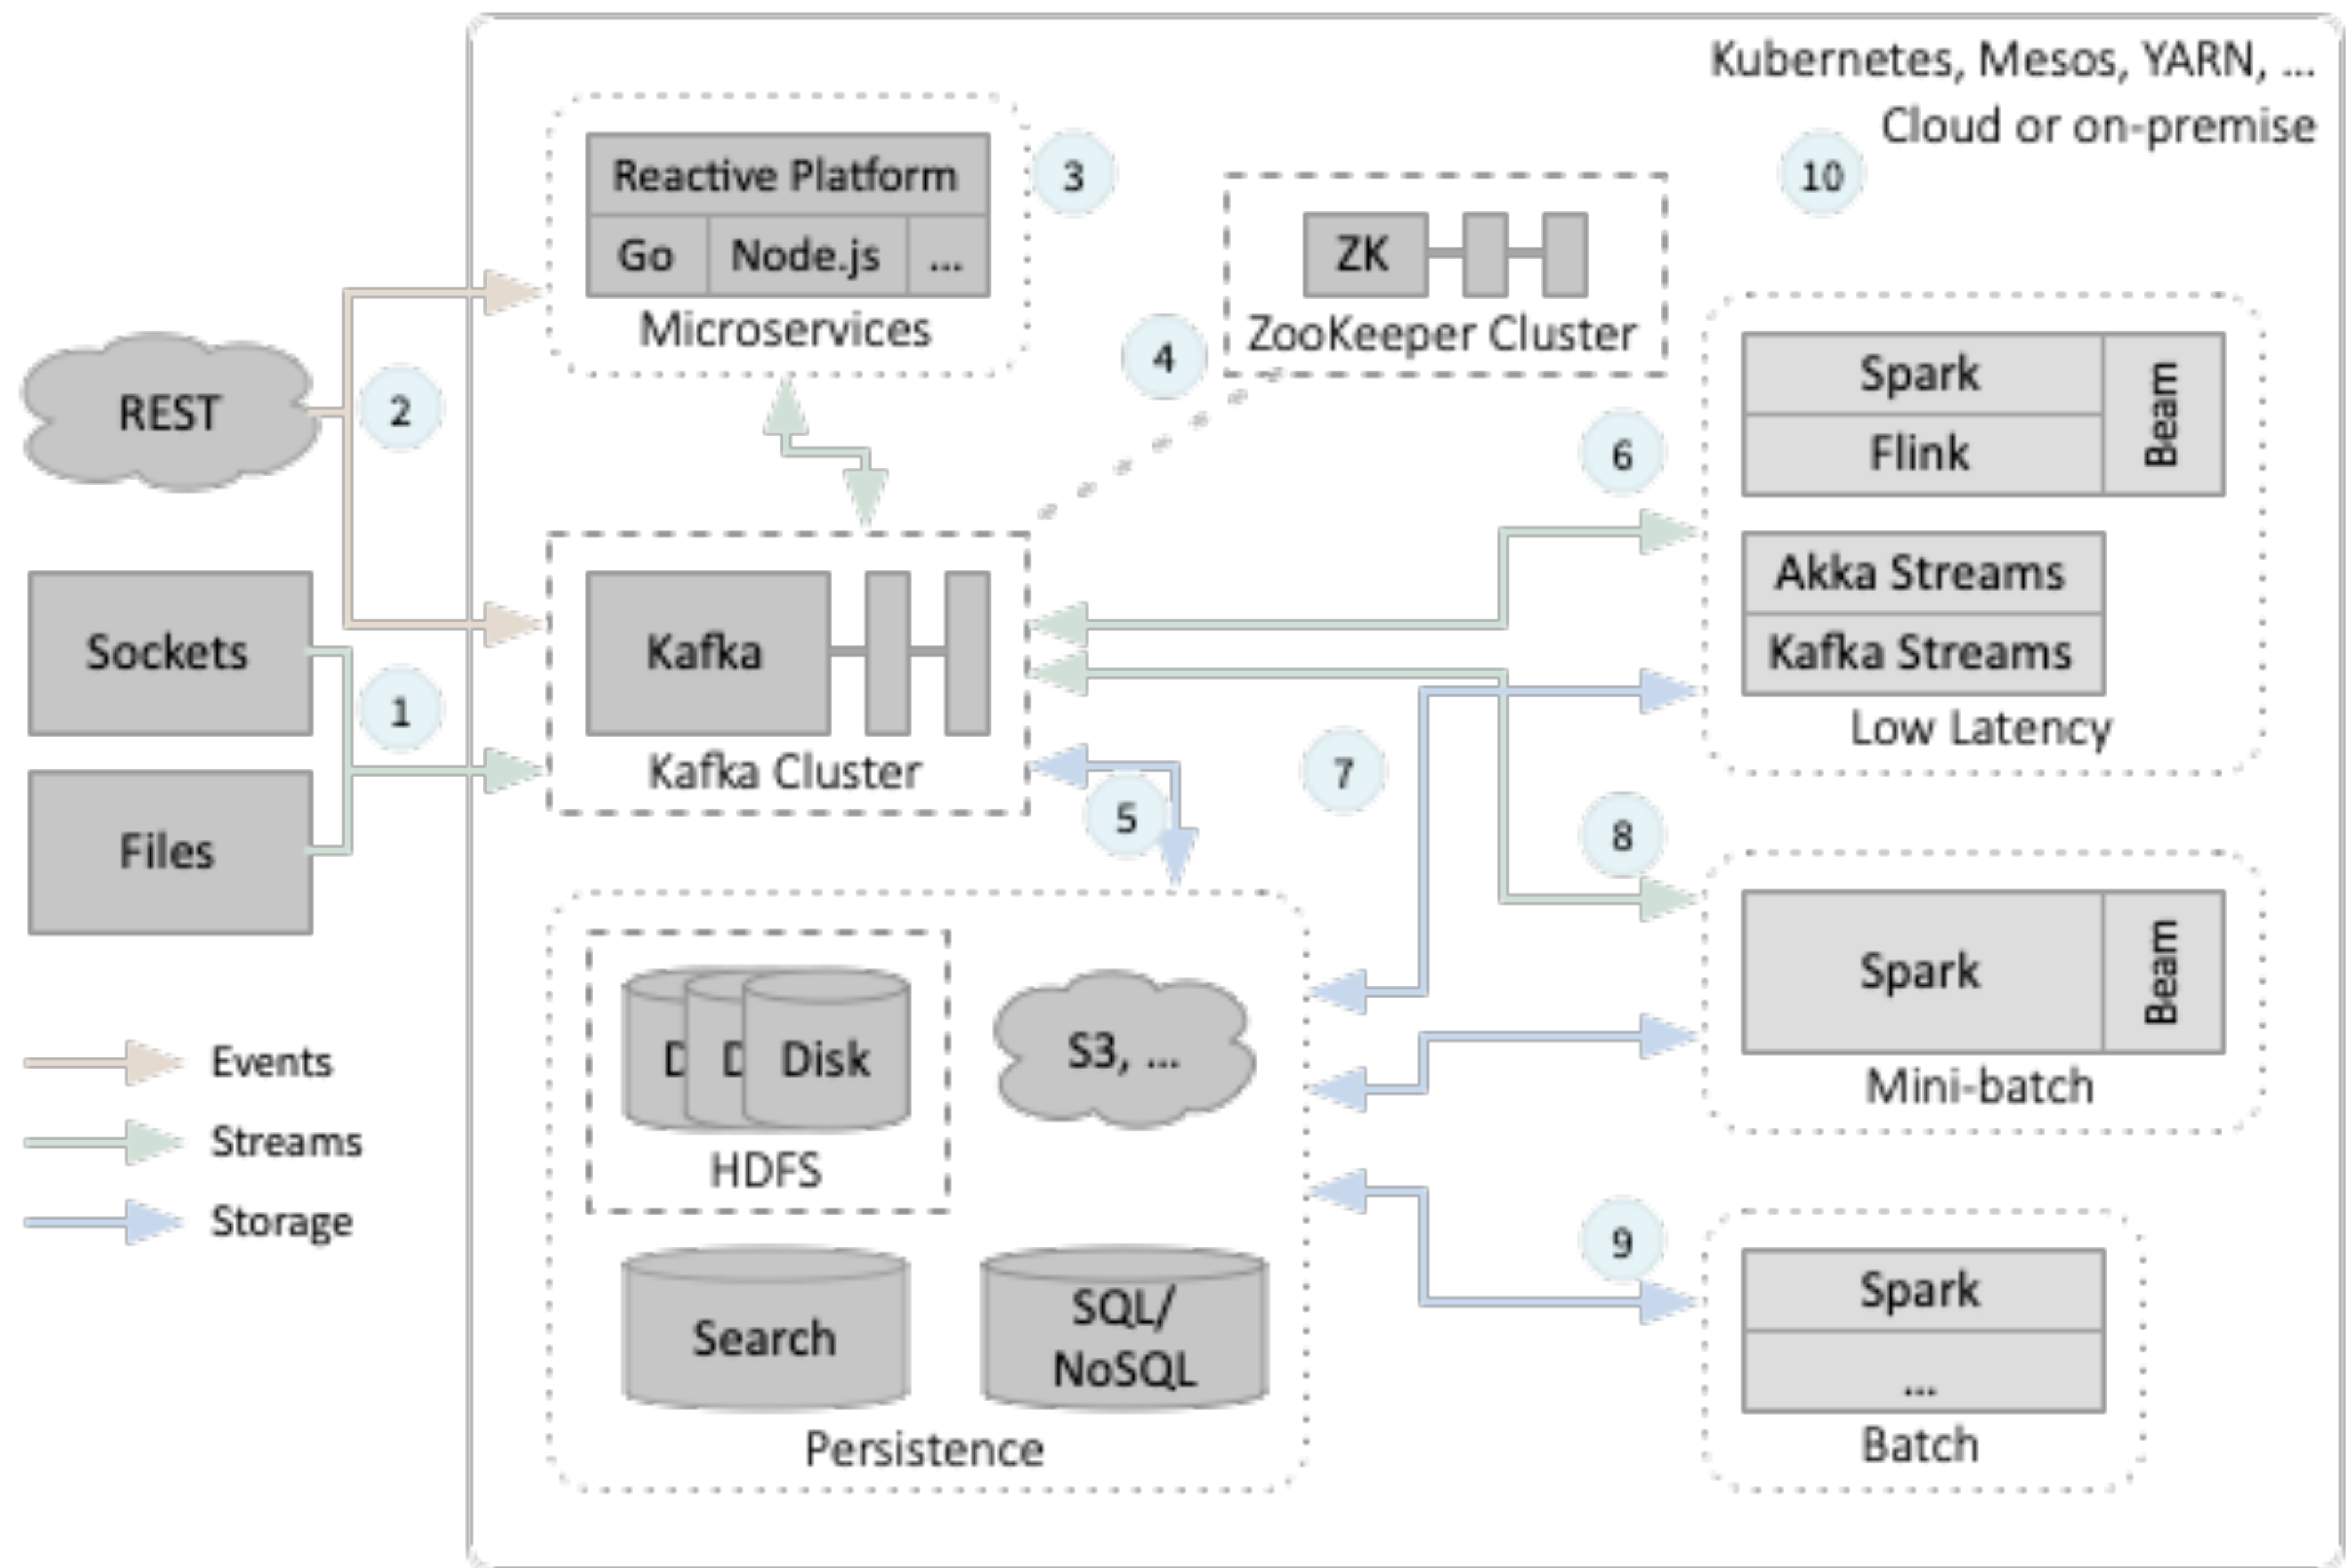 Kubernetes, Mesos, YARN, ...
Cloud or on-premise
10
Reactive Platform
Go Node.js ...
Microservices
3
ZK
ZooKeeper Cluster
4
REST
2
Sockets
1
Files
Kafka
Kafka Cluster
5
6
Spark
Flink
Beam
Akka Streams
Kafka Streams
Low Latency
7
8
Spark
Beam
Mini-batch
D D Disk
HDFS
S3, ...
Search
SQL/
NoSQL
Persistence
9
Spark
...
Batch
Events
Streams
Storage